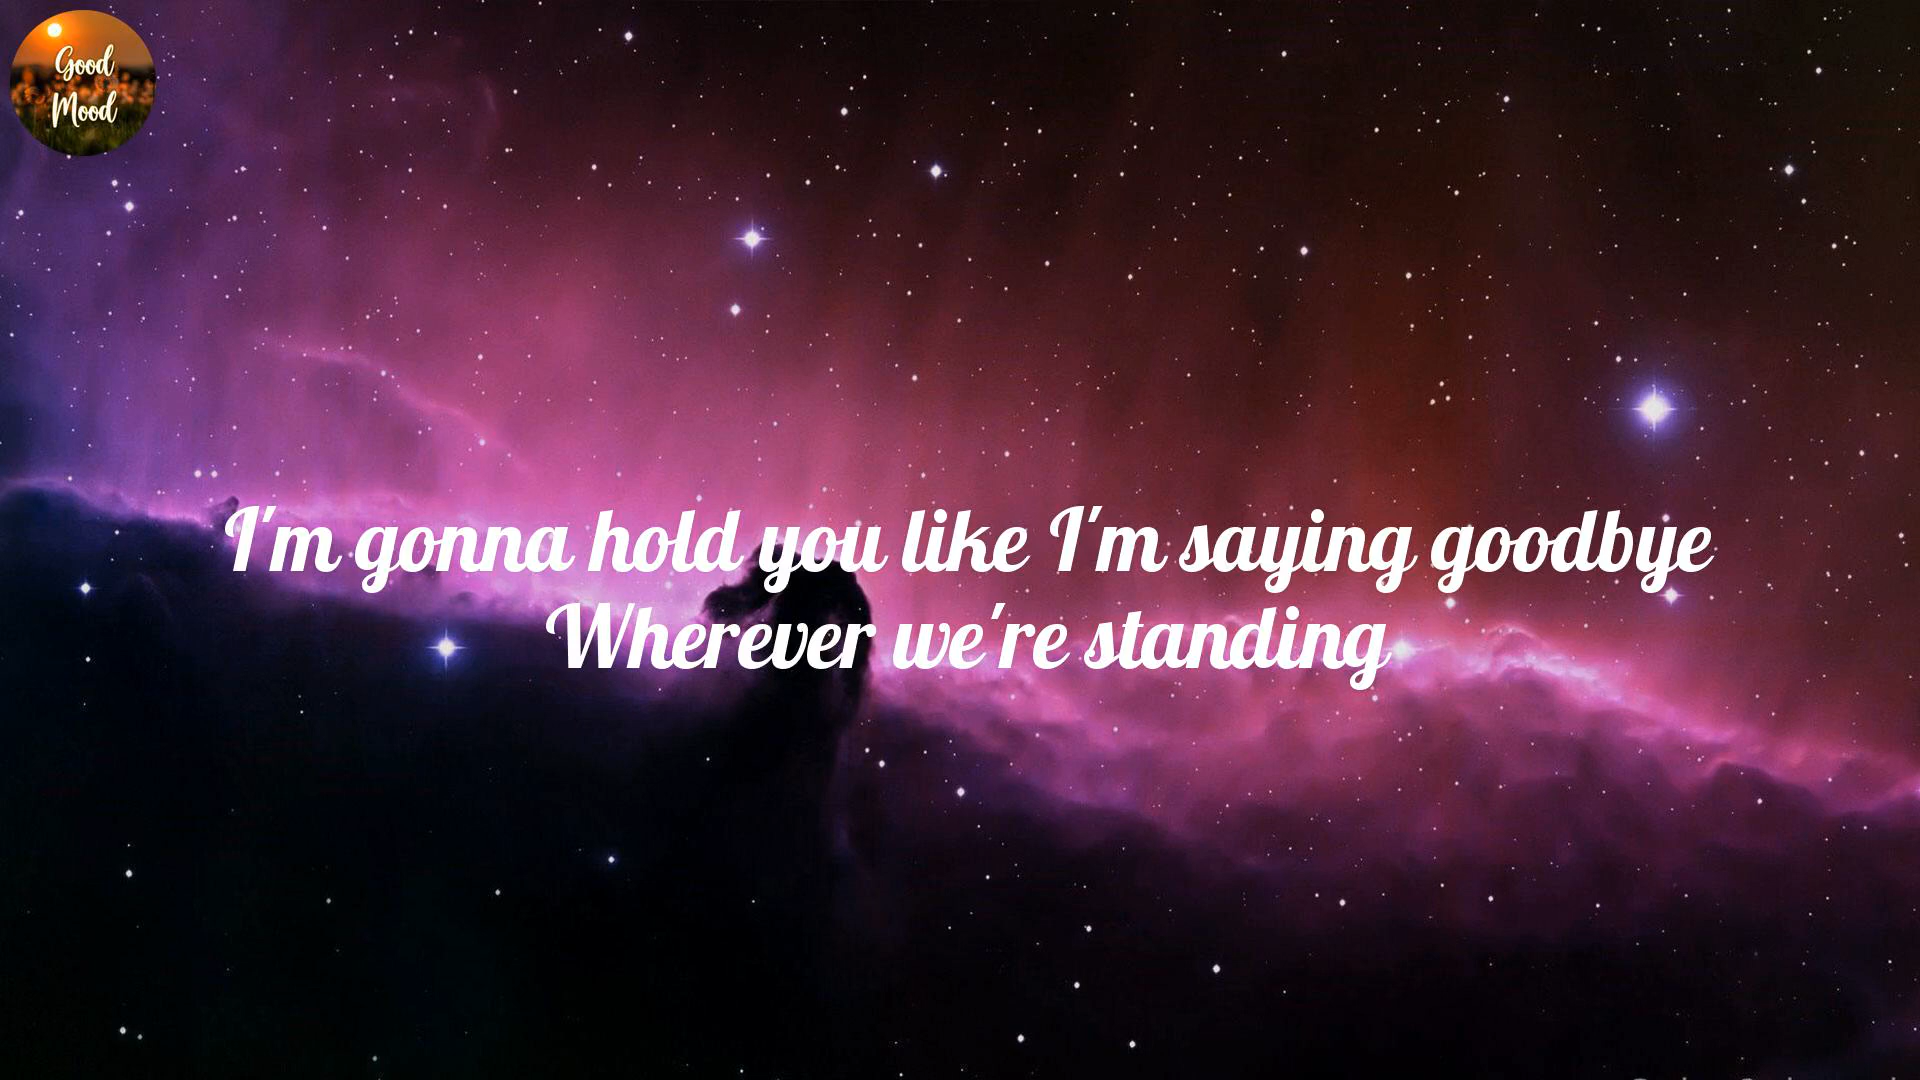 Good
Mood
I'm gonna hold you like I'm saying goodbye
Wherever we're standing